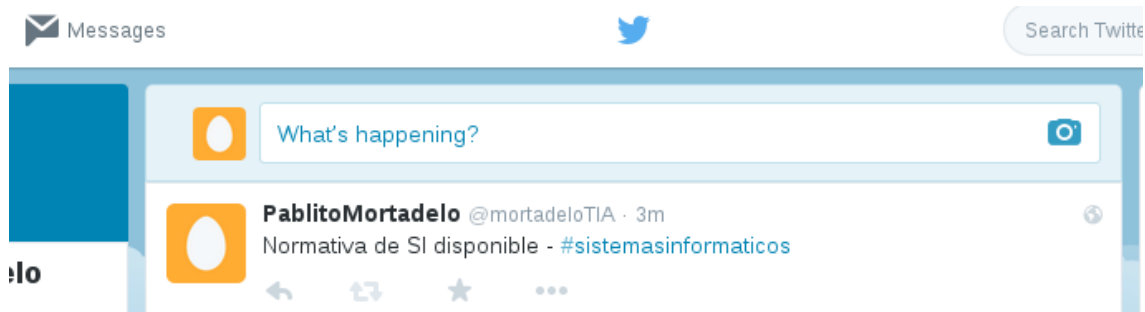 Messages
Search Twitte
What's happening?
PablitoMortadelo @mortadeloTIA · 3m
Normativa de SI disponible - #sistemasinformaticos
elo